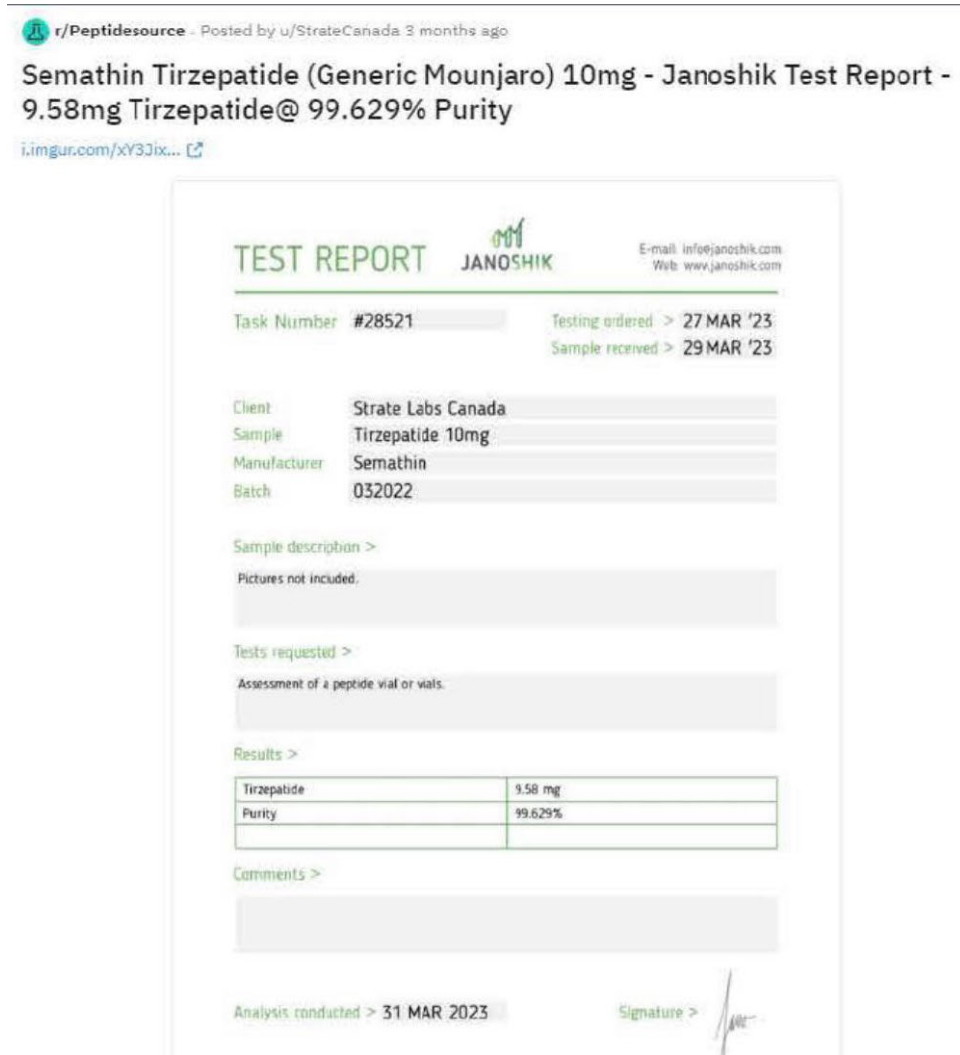 r/Peptidesource · Posted by u/StrateCanada 3 months ago
Semathin Tirzepatide (Generic Mounjaro) 10mg - Janoshik Test Report -
9.58mg Tirzepatide@ 99.629% Purity
i.imgur.com/xY3Jix...
TEST REPORT
JANOSHIK
E-mail: info@janoshik.com
Web: www.janoshik.com
Task Number #28521
Testing ordered > 27 MAR '23
Sample received > 29 MAR '23
Client Strate Labs Canada
Sample Tirzepatide 10mg
Manufacturer Semathin
Batch 032022
Sample description >
Pictures not included.
Tests requested >
Assessment of a peptide vial or vials.
Results >
Tirzepatide 9.58 mg
Purity 99.629%
Comments >
Analysis conducted > 31 MAR 2023
Signature >